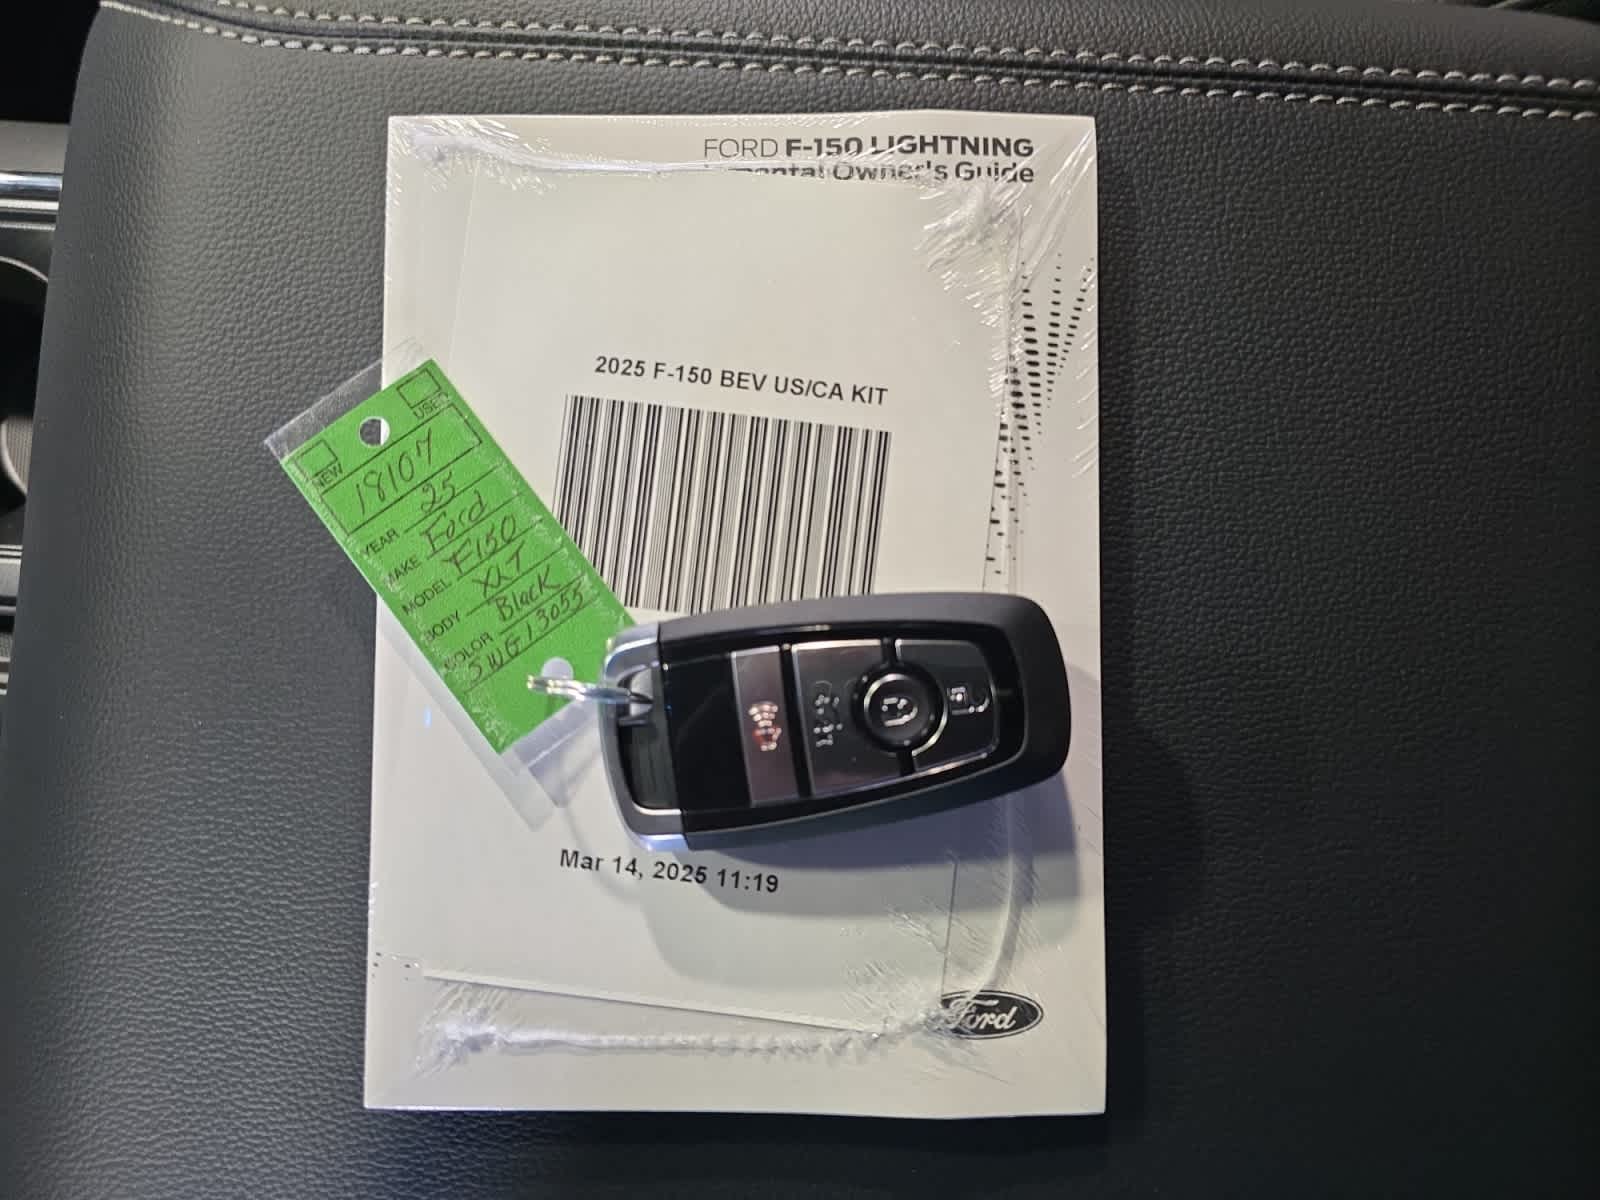 FORD F-150 LIGHTNING
Owner's Guide
2025 F-150 BEV US/CA KIT
USED
NEW
18107
YEAR 25
MAKE Ford
MODEL F150
BODY XLT
COLOR Black
SWG13055
Mar 14, 2025 11:19
Ford